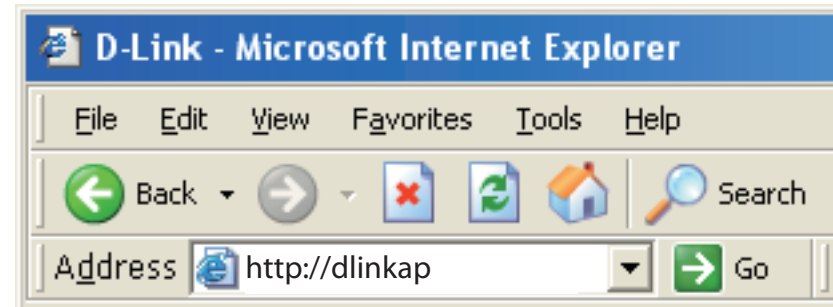 D-Link - Microsoft Internet Explorer
File Edit View Favorites Tools Help
Back Search
Address http://dlinkap Go